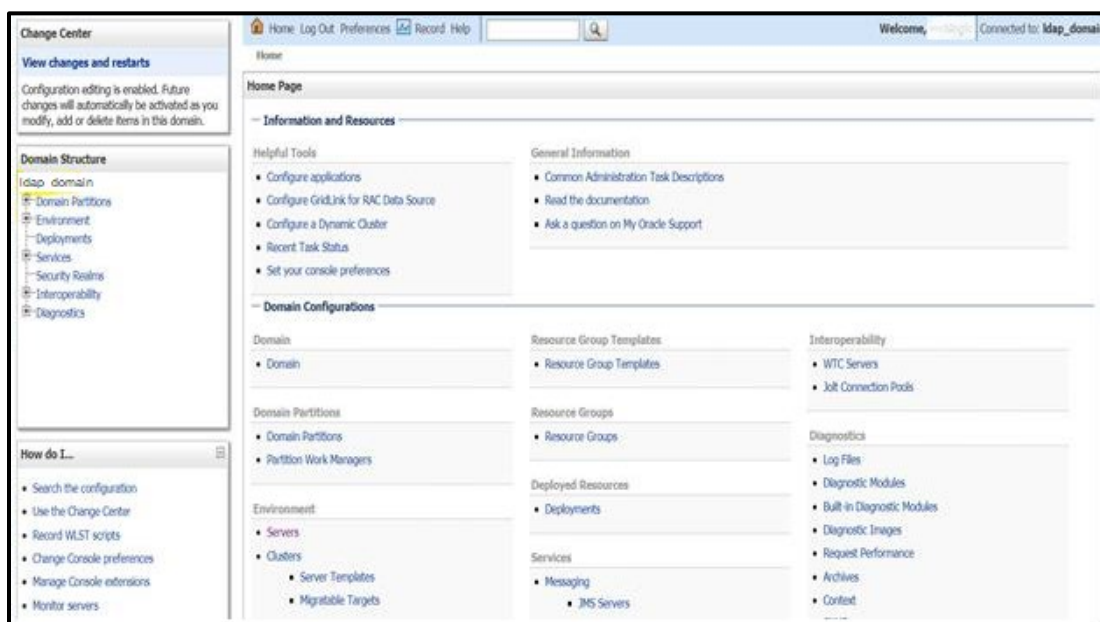 Change Center
View changes and restarts
Configuration editing is enabled. Future
changes will automatically be activated as you
modify, add or delete items in this domain.
Domain Structure
ldap_domain
Domain Partitions
Environment
Deployments
Services
Security Realms
Interoperability
Diagnostics
How do I...
Search the configuration
Use the Change Center
Record WLST scripts
Change Console preferences
Manage Console extensions
Monitor servers
Home Log Out Preferences Record Help
Welcome, Connected to: ldap_domai
Home
Home Page
Information and Resources
Helpful Tools
Configure applications
Configure GridLink for RAC Data Source
Configure a Dynamic Cluster
Recent Task Status
Set your console preferences
General Information
Common Administration Task Descriptions
Read the documentation
Ask a question on My Oracle Support
Domain Configurations
Domain
Domain
Domain Partitions
Domain Partitions
Partition Work Managers
Environment
Servers
Clusters
Server Templates
Migratable Targets
Resource Group Templates
Resource Group Templates
Resource Groups
Resource Groups
Deployed Resources
Deployments
Services
Messaging
JMS Servers
Interoperability
WTC Servers
Jolt Connection Pools
Diagnostics
Log Files
Diagnostic Modules
Built-in Diagnostic Modules
Diagnostic Images
Request Performance
Archives
Context